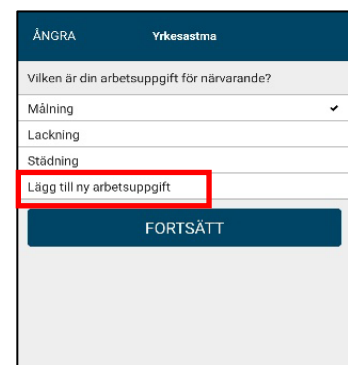 ÅNGRA Yrkesastma
Vilken är din arbetsuppgift för närvarande?
Målning
Lackning
Städning
Lägg till ny arbetsuppgift
FORTSÄTT